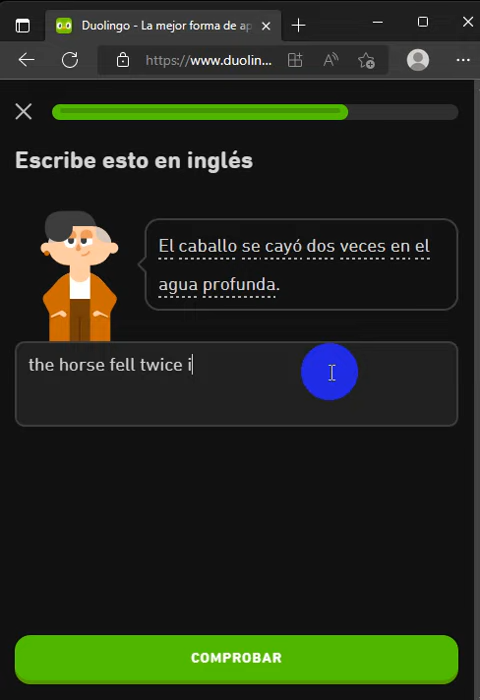 Duolingo - La mejor forma de ap
https://www.duolin...
Escribe esto en inglés
El caballo se cayó dos veces en el
agua profunda.
the horse fell twice i
COMPROBAR